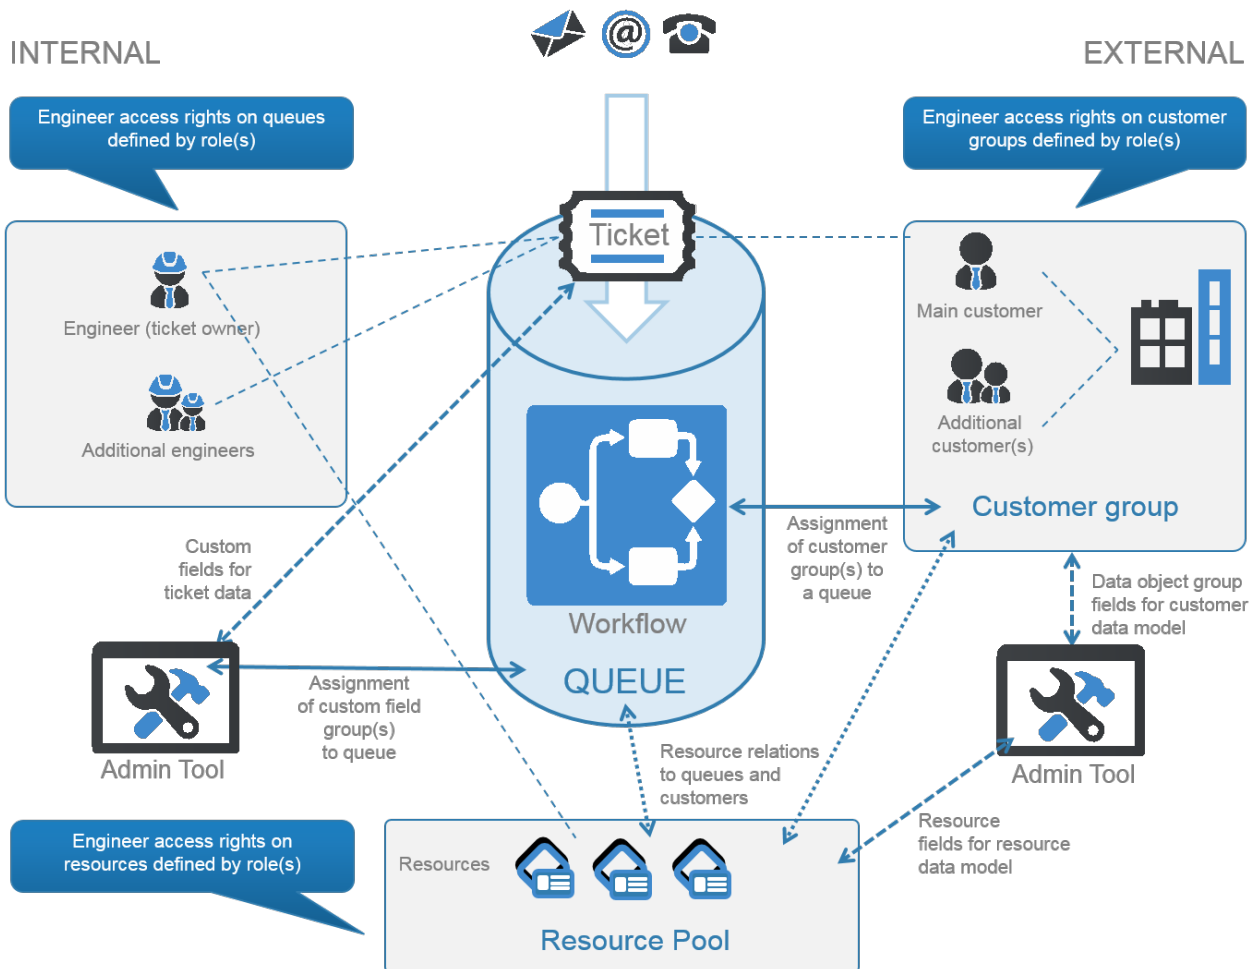 INTERNAL
EXTERNAL
@
Engineer access rights on queues
defined by role(s)
Engineer access rights on customer
groups defined by role(s)
Ticket
Engineer (ticket owner)
Additional engineers
Main customer
Additional
customer(s)
Customer group
Custom
fields for
ticket data
Assignment
of customer
group(s) to
a queue
Workflow
QUEUE
Data object group
fields for customer
data model
Assignment
of custom field
group(s)
to queue
Admin Tool
Resource relations
to queues and
customers
Admin Tool
Engineer access rights on
resources defined by role(s)
Resources
Resource
fields for resource
data model
Resource Pool